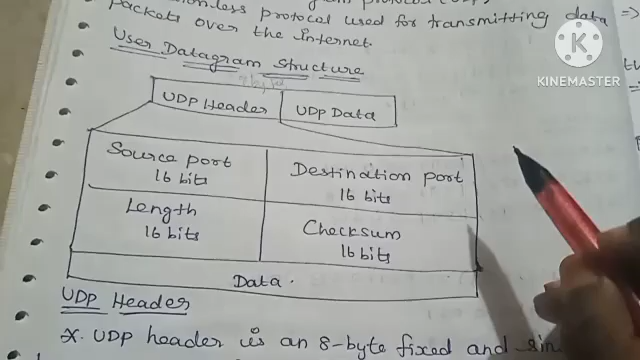 packets over the internet.
connectionless protocol used for transmitting data
User Datagram Structure
UDP Header
UDP Data
Source port
16 bits
Destination port
16 bits
Length
16 bits
Checksum
16 bits
Data.
UDP Header
*. UDP header is an 8-byte fixed and
KINEMASTER